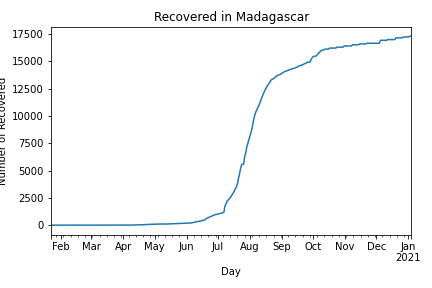 Recovered in Madagascar
Number of Recovered
17500
15000
12500
10000
7500
5000
2500
0
Feb Mar Apr May Jun Jul Aug Sep Oct Nov Dec Jan
2021
Day